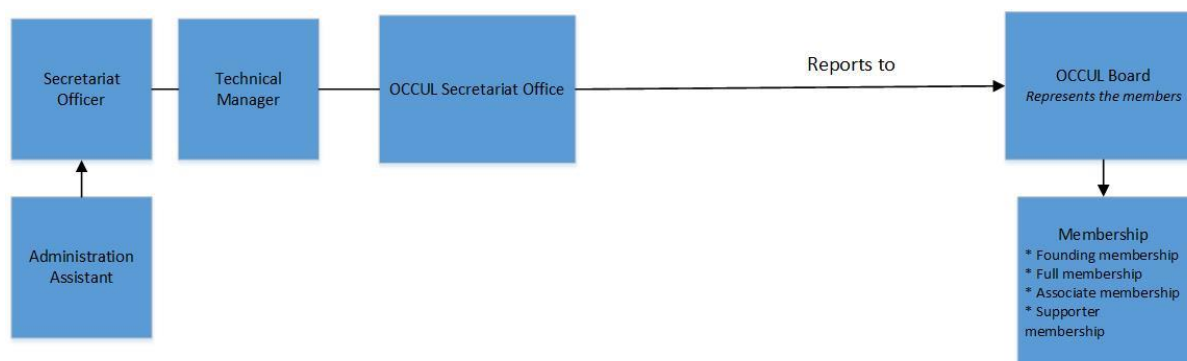 Secretariat
Officer
Technical
Manager
OCCUL Secretariat Office
Reports to
OCCUL Board
Represents the members
Administration
Assistant
Membership
* Founding membership
* Full membership
* Associate membership
* Supporter
membership